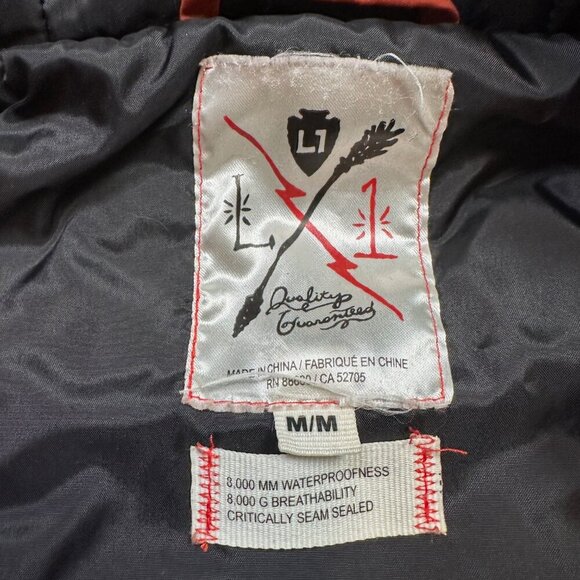 L1
L 1
Quality
Guaranteed
MADE IN CHINA / FABRIQUÉ EN CHINE
RN 88630 / CA 52705
M/M
8,000 MM WATERPROOFNESS
8,000 G BREATHABILITY
CRITICALLY SEAM SEALED